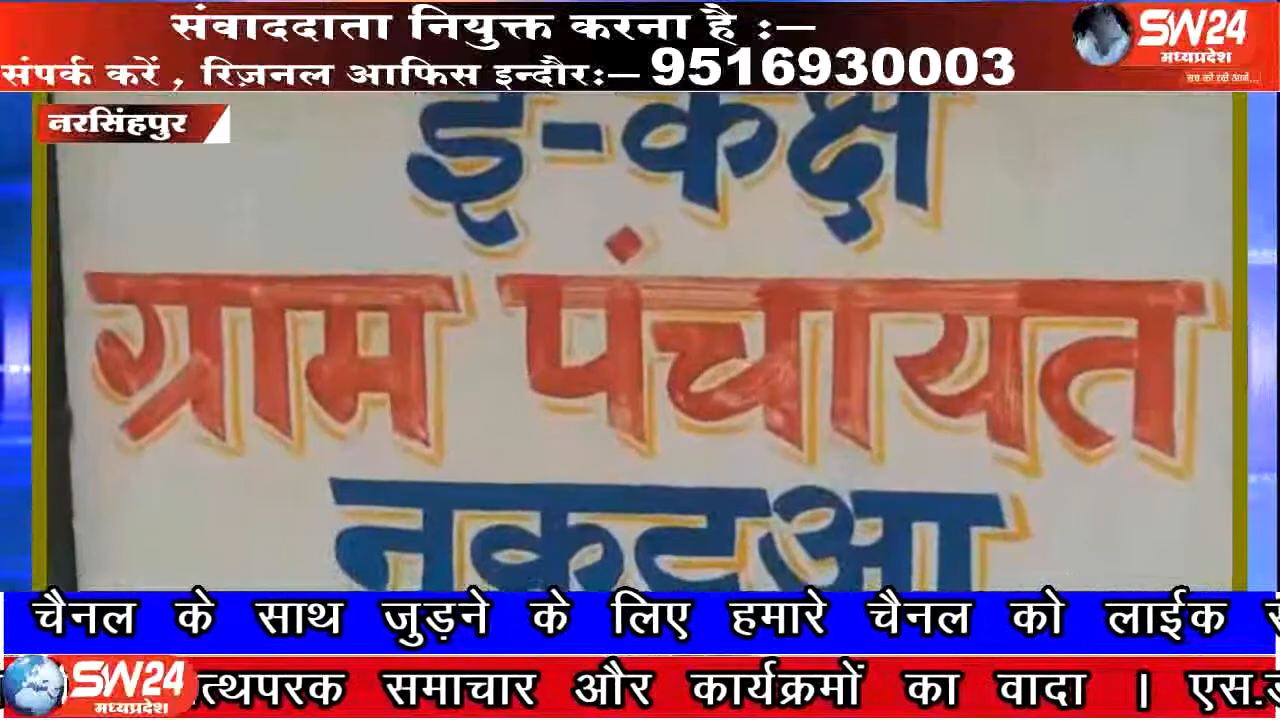 संवाददाता नियुक्त करना है :–
संपर्क करें , रिज़नल आफिस इन्दौर:– 9516930003
SW24
मध्यप्रदेश
नरसिंहपुर
ई-कक्ष
ग्राम पंचायत
नकटुआ
चैनल के साथ जुड़ने के लिए हमारे चैनल को लाईक
SW24
मध्यप्रदेश
समाचार और कार्यक्रमों का वादा ।